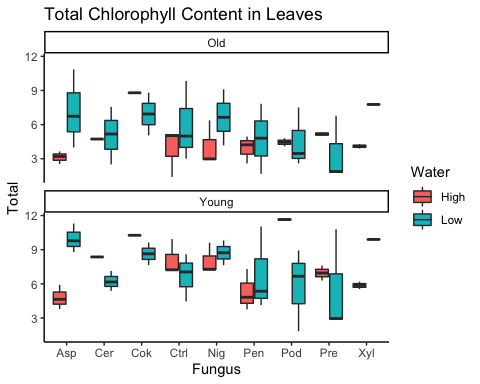 Total Chlorophyll Content in Leaves
Old
12
9
6
3
Young
12
9
6
3
Total
Asp Cer Cok Ctrl Nig Pen Pod Pre Xyl
Fungus
Water
High
Low